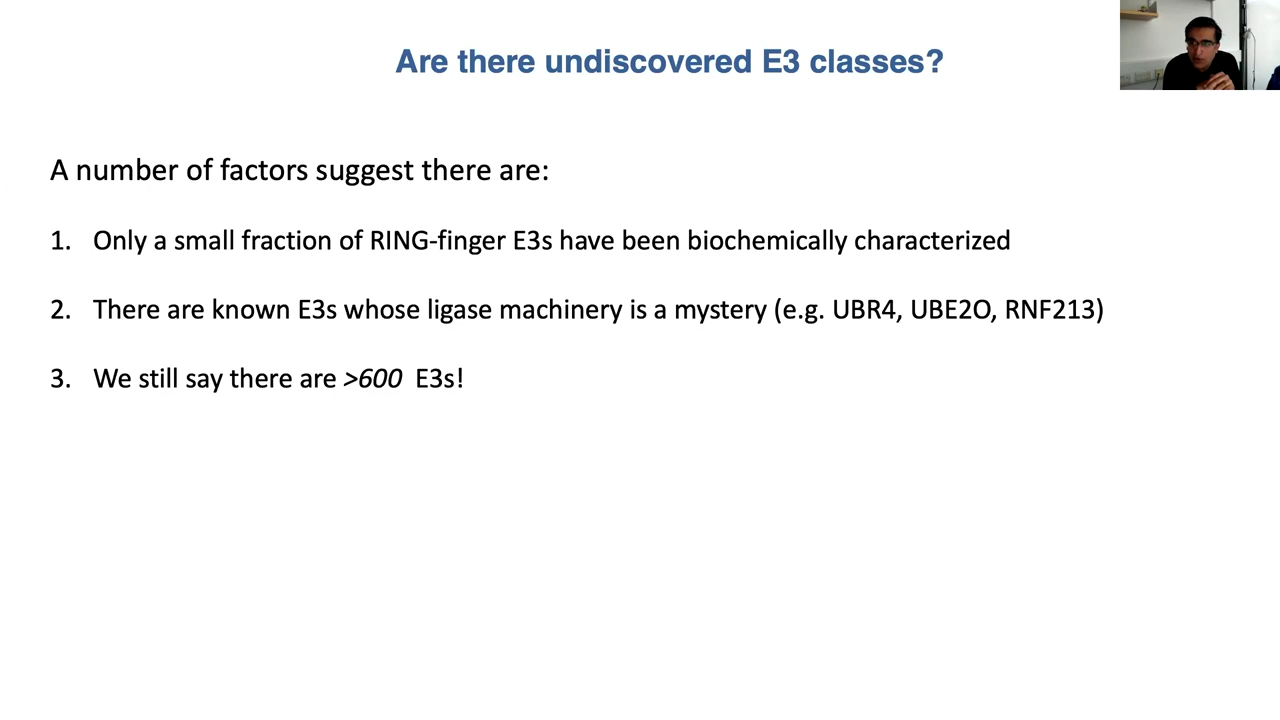 Are there undiscovered E3 classes?
A number of factors suggest there are:
1. Only a small fraction of RING-finger E3s have been biochemically characterized
2. There are known E3s whose ligase machinery is a mystery (e.g. UBR4, UBE2O, RNF213)
3. We still say there are >600 E3s!